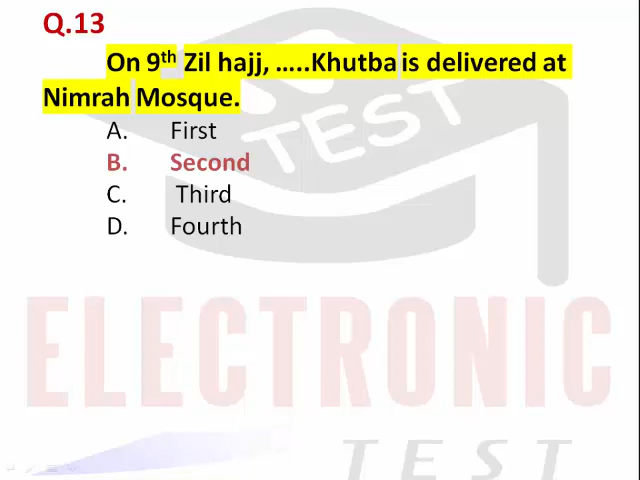 Q.13
On 9th Zil hajj, …..Khutba is delivered at
Nimrah Mosque.
A. First
B. Second
C. Third
D. Fourth
TEST
ELECTRONIC
TEST